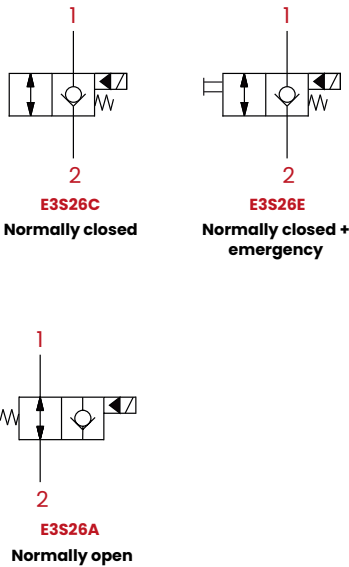 1 1
2 2
E3S26C E3S26E
Normally closed Normally closed +
emergency
1
2
E3S26A
Normally open